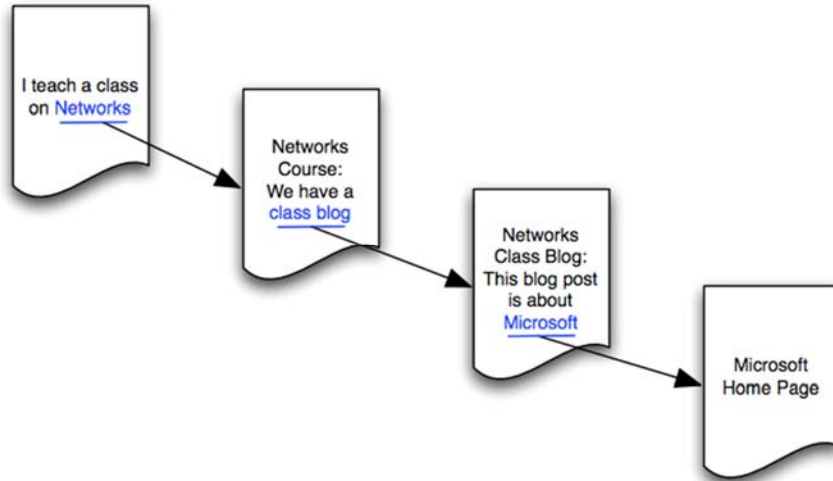 I teach a class
on Networks
Networks
Course:
We have a
class blog
Networks
Class Blog:
This blog post
is about
Microsoft
Microsoft
Home Page